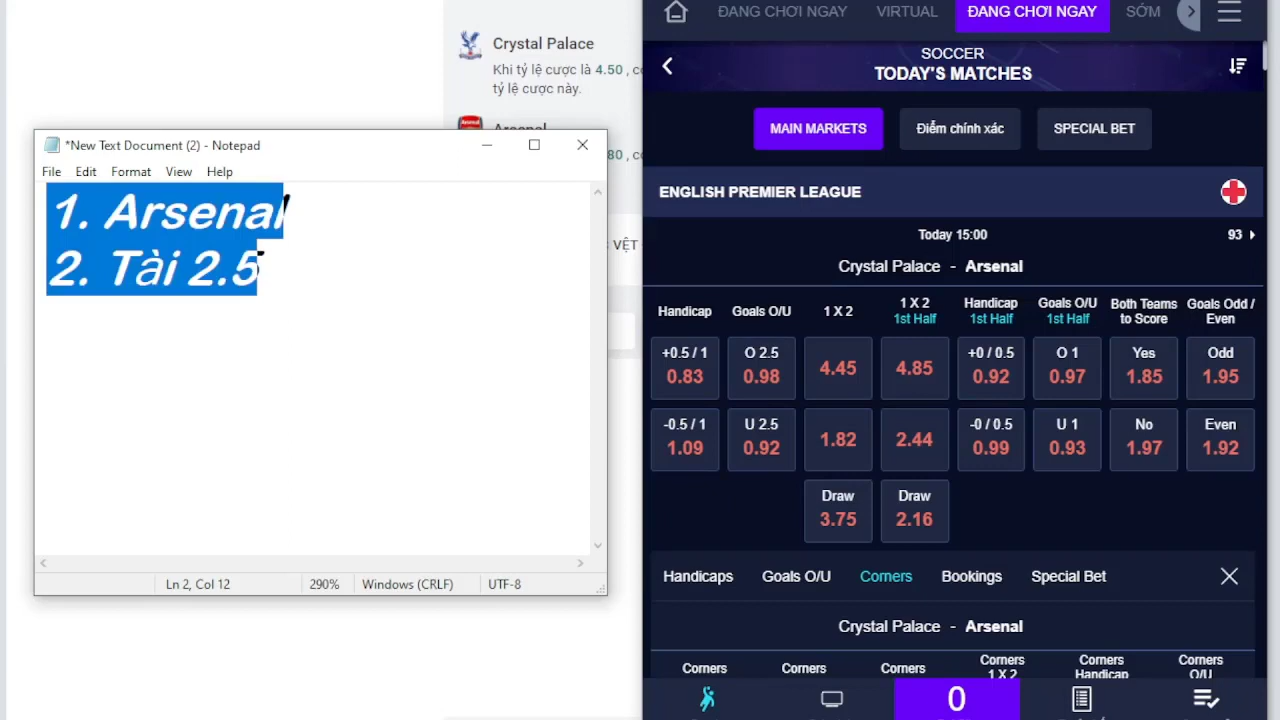 Crystal Palace
Khi tỷ lệ cược là 4.50 , có
tỷ lệ cược này.
Arsenal
80 , có
VỆT
*New Text Document (2) - Notepad
File Edit Format View Help
1. Arsenal
2. Tài 2.5
Ln 2, Col 12 290% Windows (CRLF) UTF-8
ĐANG CHƠI NGAY VIRTUAL ĐANG CHƠI NGAY SỚM
SOCCER
TODAY'S MATCHES
MAIN MARKETS Điểm chính xác SPECIAL BET
ENGLISH PREMIER LEAGUE
Today 15:00 93
Crystal Palace - Arsenal
Handicap Goals O/U 1 X 2 1 X 2 1st Half Handicap 1st Half Goals O/U 1st Half Both Teams to Score Goals Odd / Even
+0.5 / 1 O 2.5 +0 / 0.5 O 1 Yes Odd
0.83 0.98 4.45 4.85 0.92 0.97 1.85 1.95
-0.5 / 1 U 2.5 -0 / 0.5 U 1 No Even
1.09 0.92 1.82 2.44 0.99 0.93 1.97 1.92
Draw Draw
3.75 2.16
Handicaps Goals O/U Corners Bookings Special Bet
Crystal Palace - Arsenal
Corners Corners Corners Corners 1 X 2 Corners Handicap Corners O/U
0